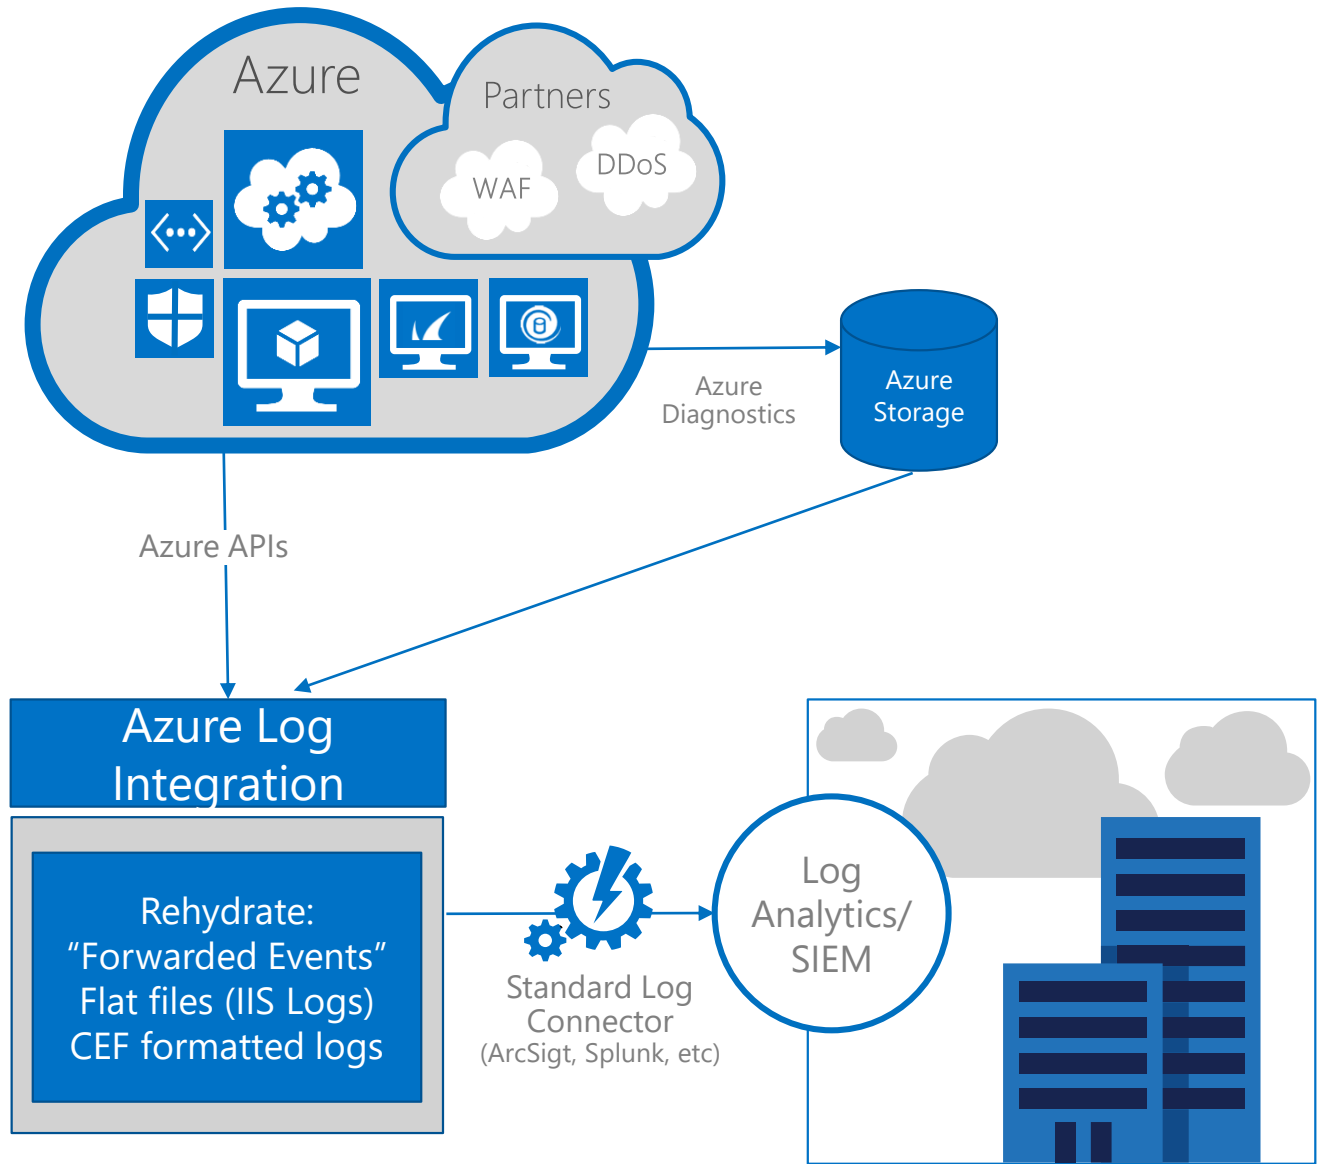 Azure
Partners
WAF
DDoS
Azure
Diagnostics
Azure
Storage
Azure APIs
Azure Log
Integration
Rehydrate:
“Forwarded Events”
Flat files (IIS Logs)
CEF formatted logs
Standard Log
Connector
(ArcSigt, Splunk, etc)
Log
Analytics/
SIEM